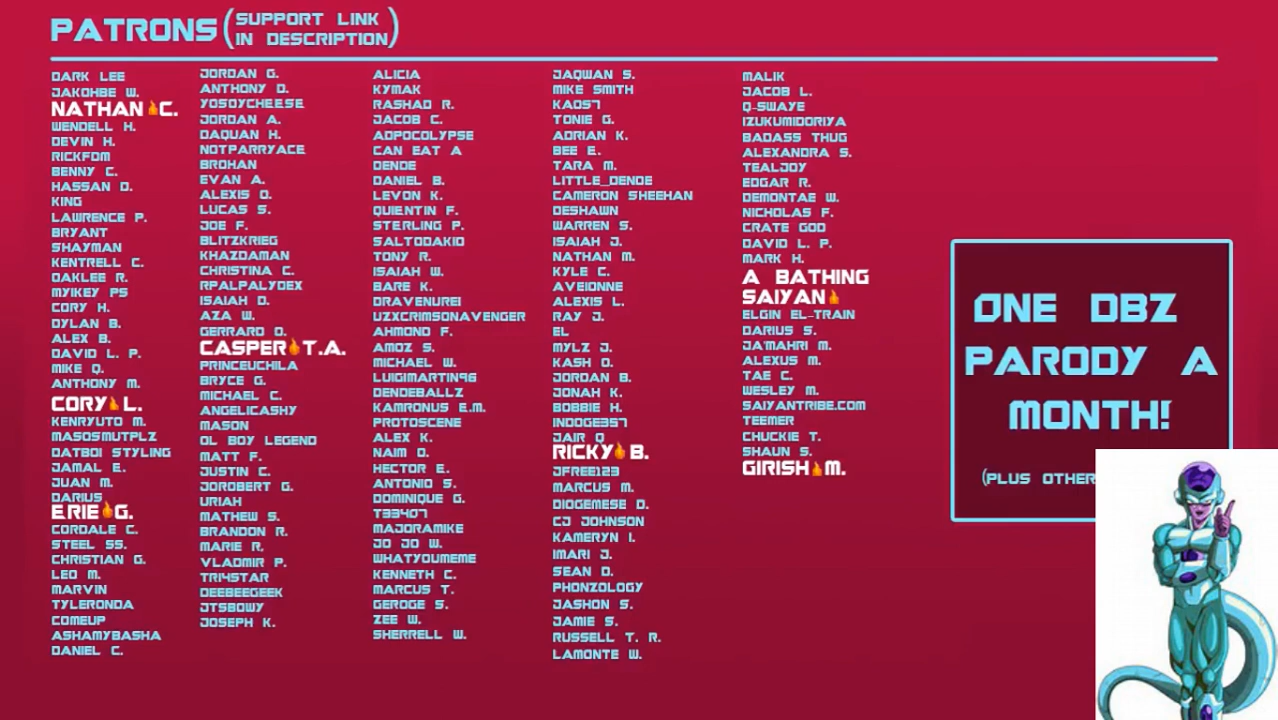 PATRONS (SUPPORT LINK
IN DESCRIPTION)
DARK LEE
JAKOHBE W.
NATHAN🔥C.
WENDELL H.
DEVIN H.
RICKFDM
BENNY C.
HASSAN D.
KING
LAWRENCE P.
BRYANT
SHAYMAN
KENTRELL C.
OAKLEE R.
MYIKEY PS
CORY H.
DYLAN B.
ALEX B.
DAVID L. P.
MIKE Q.
ANTHONY M.
CORY🔥L.
KENRYUTO M.
MASOSMUTPLZ
DATBOI STYLING
JAMAL E.
JUAN M.
DARIUS
ERIE🔥G.
CORDALE C.
STEEL SS.
CHRISTIAN G.
LEO M.
MARVIN
TYLERONDA
COMEUP
ASHAMYBASHA
DANIEL C.
JORDAN G.
ANTHONY D.
YOSOYCHEESE
JORDAN A.
DAQUAN H.
NOTPARRYACE
BROHAN
EVAN A.
ALEXIS O.
LUCAS S.
JOE F.
BLITZKRIEG
KHAZDAMAN
CHRISTINA C.
RPALPALYDEX
ISAIAH D.
AZA W.
GERRARD O.
CASPER🔥T.A.
PRINCEUCHILA
BRYCE G.
MICHAEL C.
ANGELICASHY
MASON
OL BOY LEGEND
MATT F.
JUSTIN C.
JOROBERT G.
URIAH
MATHEW S.
BRANDON R.
MARIE R.
VLADMIR P.
TRI4STAR
DEEBEEGEEK
JTSBOWY
JOSEPH K.
ALICIA
KYMAK
RASHAD R.
JACOB C.
ADPOCOLYPSE
CAN EAT A
DENDE
DANIEL B.
LEVON K.
QUIENTIN F.
STERLING P.
SALTODAKID
TONY R.
ISAIAH W.
BARE K.
DRAVENUREI
UZXCRIMSONAVENGER
AHMOND F.
AMOZ S.
MICHAEL W.
LUIGIMARTIN96
DENDEBALLZ
KAMRONUS E.M.
PROTOSCENE
ALEX K.
NAIM D.
HECTOR E.
ANTONIO S.
DOMINIQUE G.
T33407
MAJORAMIKE
JO JO W.
WHATYOUMEME
KENNETH C.
MARCUS T.
GEROGE S.
ZEE W.
SHERRELL W.
JAQWAN S.
MIKE SMITH
KAOS7
TONIE G.
ADRIAN K.
BEE E.
TARA M.
LITTLE_DENDE
CAMERON SHEEHAN
DESHAWN
WARREN S.
ISAIAH J.
NATHAN M.
KYLE C.
AVEIONNE
ALEXIS L.
RAY J.
EL
MYLZ J.
KASH D.
JORDAN B.
JONAH K.
BOBBIE H.
INDOGE357
JAIR Q
RICKY🔥B.
JFREE123
MARCUS M.
DIOGEMESE D.
CJ JOHNSON
KAMERYN I.
IMARI J.
SEAN D.
PHONZOLOGY
JASHON S.
JAMIE S.
RUSSELL T. R.
LAMONTE W.
MALIK
JACOB L.
Q-SWAYE
IZUKUMIDORIYA
BADASS THUG
ALEXANDRA S.
TEALJOY
EDGAR R.
DEMONTAE W.
NICHOLAS F.
CRATE GOD
DAVID L. P.
MARK H.
A BATHING
SAIYAN🔥
ELGIN EL-TRAIN
DARIUS S.
JA'MAHRI M.
ALEXUS M.
TAE C.
WESLEY M.
SAIYANTRIBE.COM
TEEMER
CHUCKIE T.
SHAUN S.
GIRISH🔥M.
ONE DBZ
PARODY A
MONTH!
(PLUS OTHER